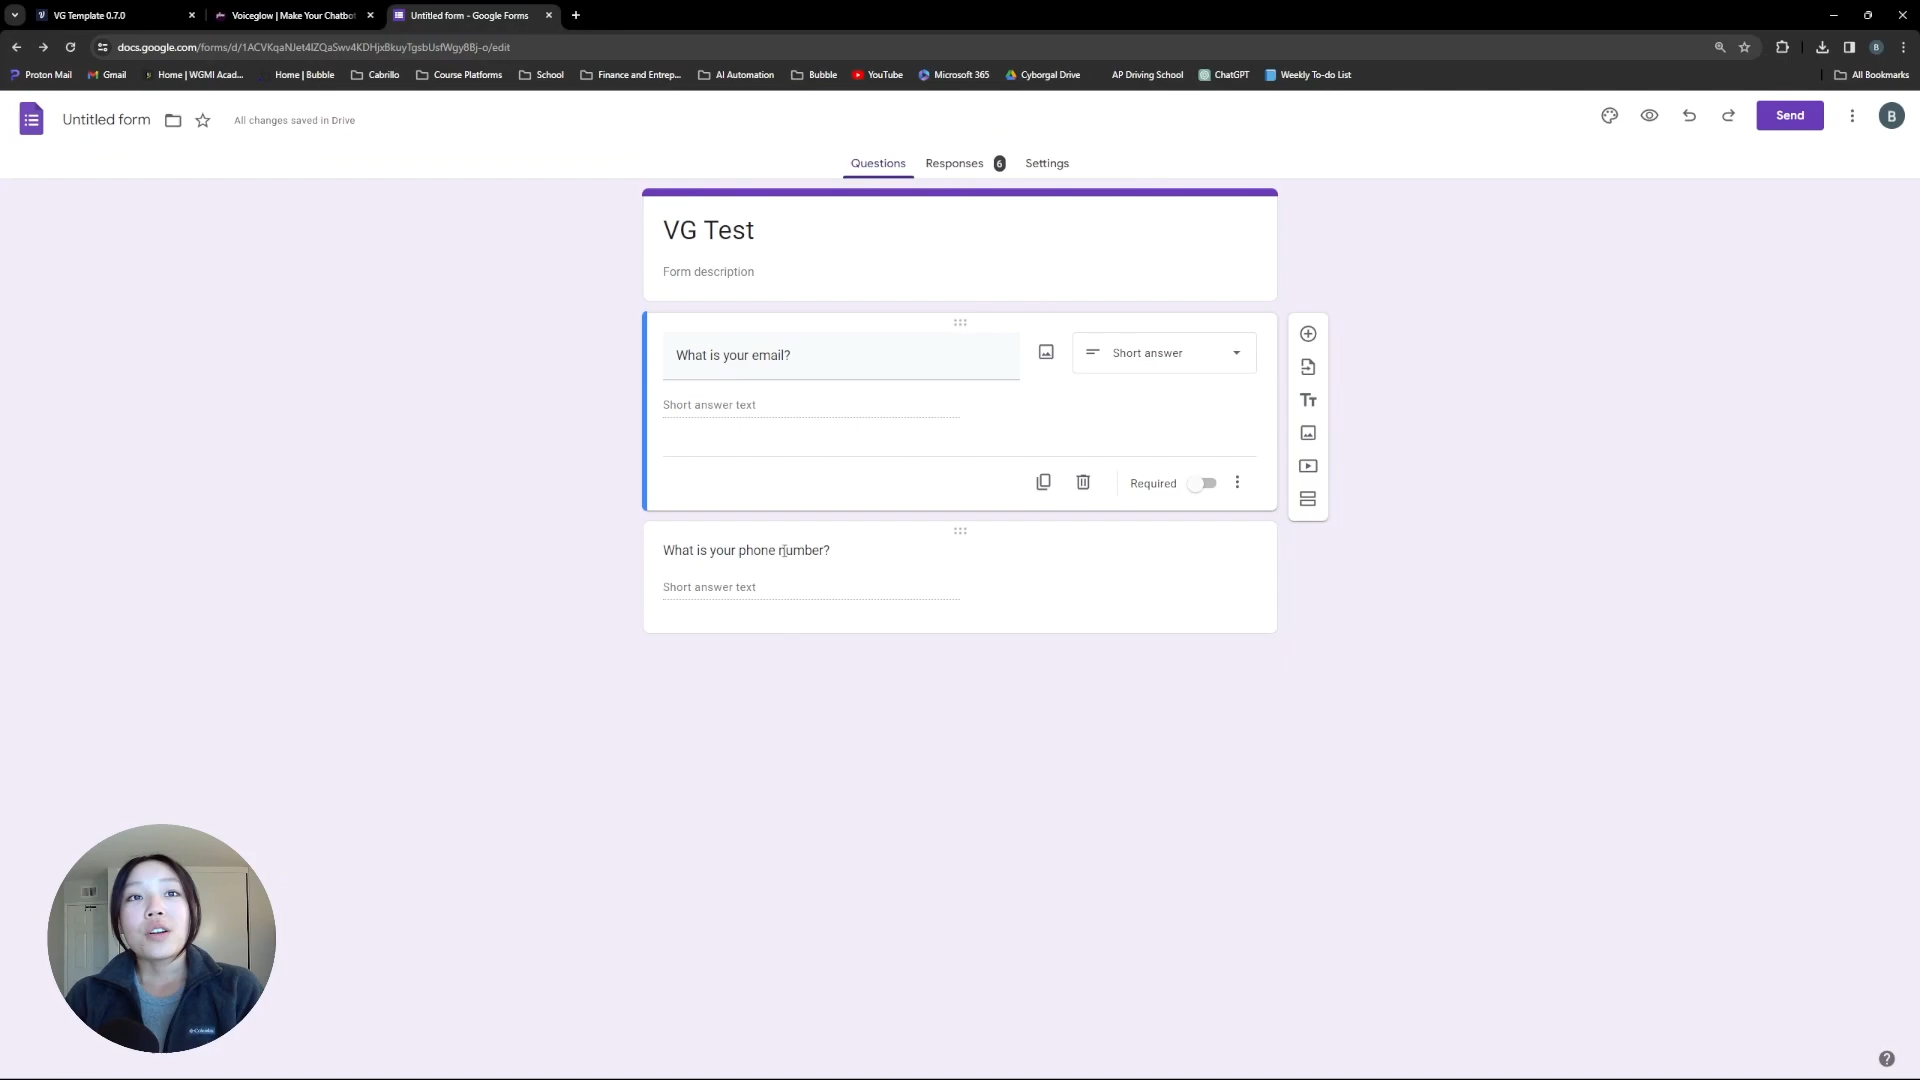 VG Template 0.7.0
Voiceglow | Make Your Chatbot
Untitled form - Google Forms
docs.google.com/forms/d/1ACVKqaNJet4IZQaSwv4KDHjxBkuyTgsbUsfWgy8Bj-o/edit
Proton Mail
Gmail
Home | WGMI Acad...
Home | Bubble
Cabrillo
Course Platforms
School
Finance and Entrep...
AI Automation
Bubble
YouTube
Microsoft 365
Cyborgal Drive
AP Driving School
ChatGPT
Weekly To-do List
All Bookmarks
Untitled form
All changes saved in Drive
Send
B
Questions
Responses 6
Settings
VG Test
Form description
What is your email?
Short answer
Short answer text
Required
What is your phone number?
Short answer text
Columbia